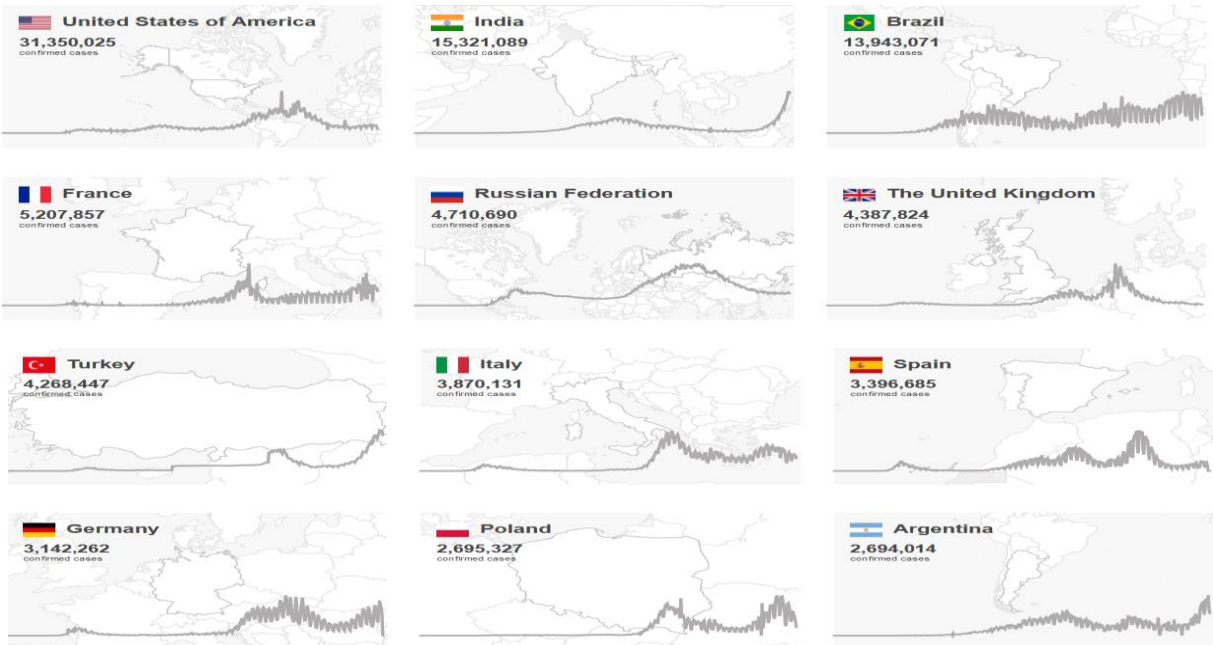 United States of America
31,350,025
confirmed cases
India
15,321,089
confirmed cases
Brazil
13,943,071
confirmed cases
France
5,207,857
confirmed cases
Russian Federation
4,710,690
confirmed cases
The United Kingdom
4,387,824
confirmed cases
Turkey
4,268,447
confirmed cases
Italy
3,870,131
confirmed cases
Spain
3,396,685
confirmed cases
Germany
3,142,262
confirmed cases
Poland
2,695,327
confirmed cases
Argentina
2,694,014
confirmed cases